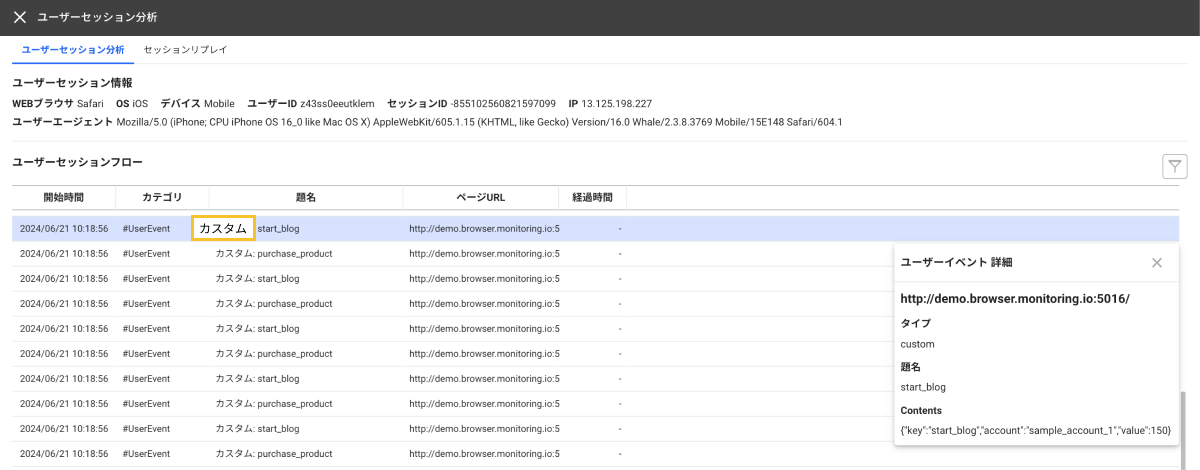 ユーザーセッション分析
ユーザーセッション分析 セッションリプレイ
ユーザーセッション情報
WEBブラウサ Safari OS iOS デバイス Mobile ユーザーID z43ss0eeutklem セッションID -855102560821597099 IP 13.125.198.227
ユーザーエージェント Mozilla/5.0 (iPhone; CPU iPhone OS 16_0 like Mac OS X) AppleWebKit/605.1.15 (KHTML, like Gecko) Version/16.0 Whale/2.3.8.3769 Mobile/15E148 Safari/604.1
ユーザーセッションフロー
開始時間 カテゴリ 題名 ページURL 経過時間
2024/06/21 10:18:56 #UserEvent カスタム start_blog http://demo.browser.monitoring.io:5 -
2024/06/21 10:18:56 #UserEvent カスタム: purchase_product http://demo.browser.monitoring.io:5 -
2024/06/21 10:18:56 #UserEvent カスタム: start_blog http://demo.browser.monitoring.io:5 -
2024/06/21 10:18:56 #UserEvent カスタム: purchase_product http://demo.browser.monitoring.io:5 -
2024/06/21 10:18:56 #UserEvent カスタム: start_blog http://demo.browser.monitoring.io:5 -
2024/06/21 10:18:56 #UserEvent カスタム: purchase_product http://demo.browser.monitoring.io:5 -
2024/06/21 10:18:56 #UserEvent カスタム: start_blog http://demo.browser.monitoring.io:5 -
2024/06/21 10:18:56 #UserEvent カスタム: purchase_product http://demo.browser.monitoring.io:5 -
2024/06/21 10:18:56 #UserEvent カスタム: start_blog http://demo.browser.monitoring.io:5 -
2024/06/21 10:18:56 #UserEvent カスタム: purchase_product http://demo.browser.monitoring.io:5 -
ユーザーイベント 詳細
http://demo.browser.monitoring.io:5016/
タイプ
custom
題名
start_blog
Contents
{"key":"start_blog","account":"sample_account_1","value":150}